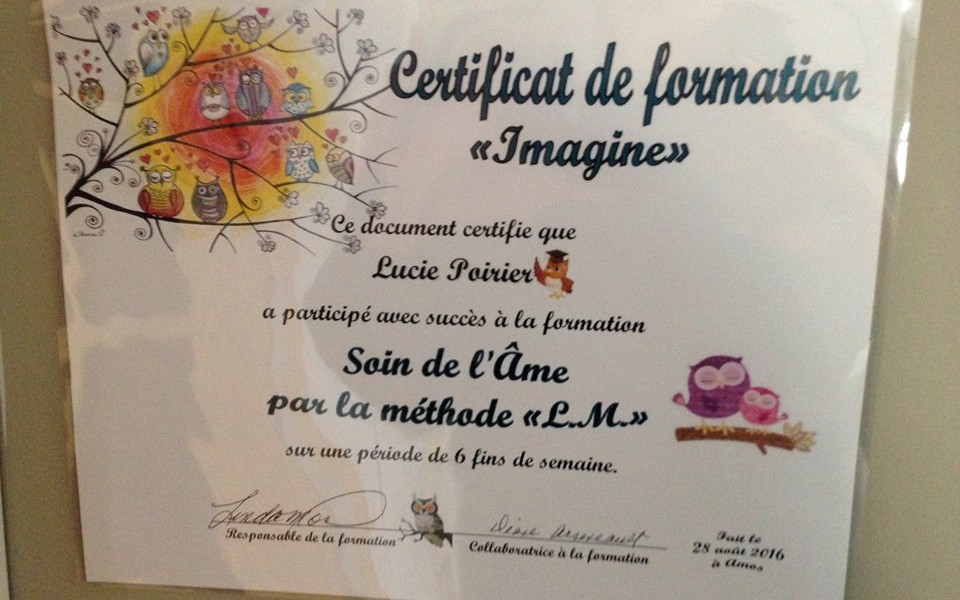 Certificat de formation
«Imagine»
Ce document certifie que
Lucie Poirier
a participé avec succès à la formation
Soin de l'Âme
par la méthode «L.M.»
sur une période de 6 fins de semaine.
Responsable de la formation
Diane Arseneault
Collaboratrice à la formation
Fait le
28 août 2016
à Amos